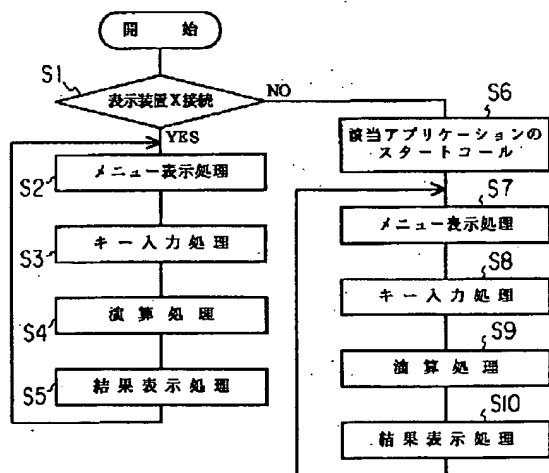 開始
S1
表示装置X接続
NO
YES
S2
メニュー表示処理
S3
キー入力処理
S4
演算処理
S5
結果表示処理
S6
該当アプリケーションの
スタートコール
S7
メニュー表示処理
S8
キー入力処理
S9
演算処理
S10
結果表示処理